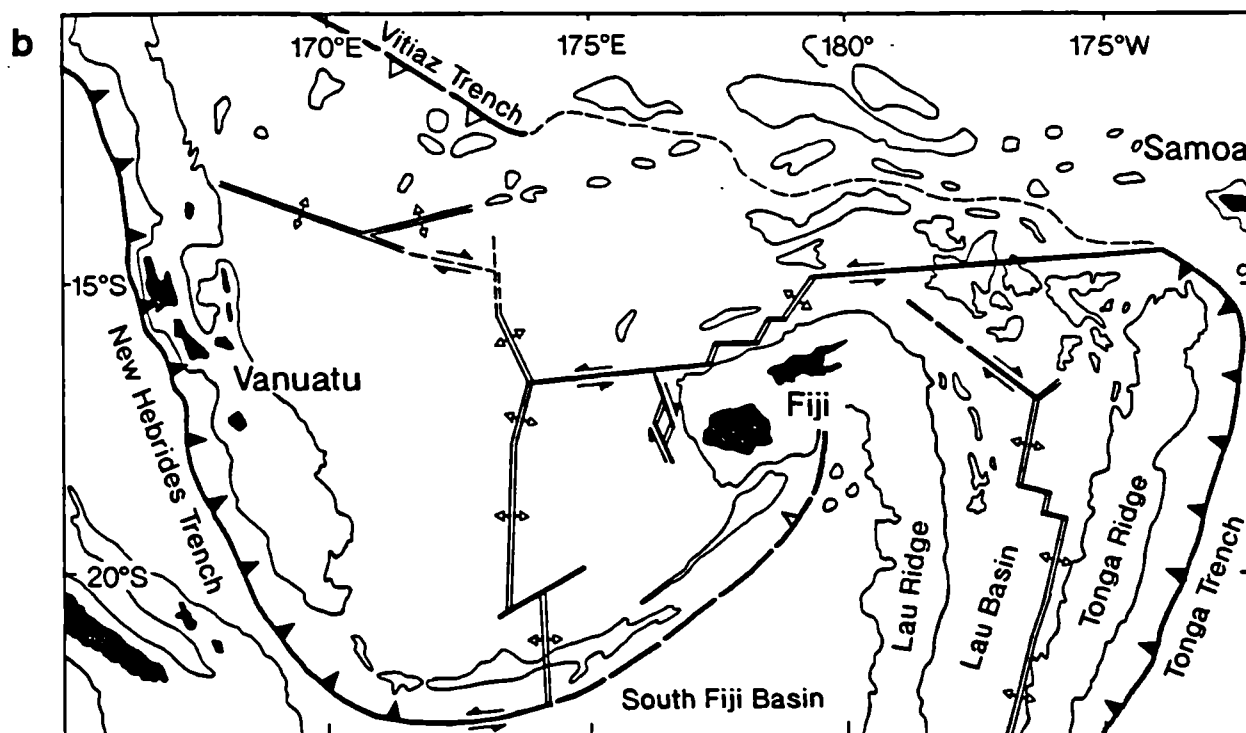 b
170°E
175°E
180°
175°W
Vitiaz Trench
Samoa
15°S
New Hebrides Trench
Vanuatu
Fiji
20°S
Lau Ridge
Lau Basin
Tonga Ridge
Tonga Trench
South Fiji Basin